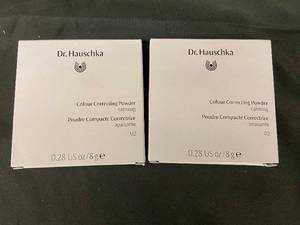 Dr. Hauschka
Colour Correcting Powder
calming
Poudre Compacte Correctrice
apaisante
02
0.28 US oz / 8 g e
Dr. Hauschka
Colour Correcting Powder
calming
Poudre Compacte Correctrice
apaisante
02
0.28 US oz / 8 g e